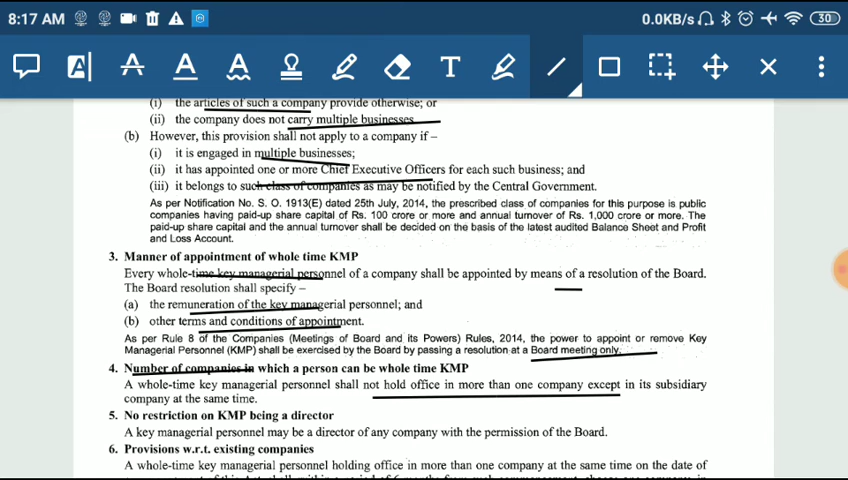 8:17 AM 0.0KB/s 30
A T
(i) the articles of such a company provide otherwise; or
(ii) the company does not carry multiple businesses.
(b) However, this provision shall not apply to a company if –
(i) it is engaged in multiple businesses;
(ii) it has appointed one or more Chief Executive Officers for each such business; and
(iii) it belongs to such class of companies as may be notified by the Central Government.
As per Notification No. S. O. 1913(E) dated 25th July, 2014, the prescribed class of companies for this purpose is public
companies having paid-up share capital of Rs. 100 crore or more and annual turnover of Rs. 1,000 crore or more. The
paid-up share capital and the annual turnover shall be decided on the basis of the latest audited Balance Sheet and Profit
and Loss Account.
3. Manner of appointment of whole time KMP
Every whole-time key managerial personnel of a company shall be appointed by means of a resolution of the Board.
The Board resolution shall specify –
(a) the remuneration of the key managerial personnel; and
(b) other terms and conditions of appointment.
As per Rule 8 of the Companies (Meetings of Board and its Powers) Rules, 2014, the power to appoint or remove Key
Managerial Personnel (KMP) shall be exercised by the Board by passing a resolution at a Board meeting only.
4. Number of companies in which a person can be whole time KMP
A whole-time key managerial personnel shall not hold office in more than one company except in its subsidiary
company at the same time.
5. No restriction on KMP being a director
A key managerial personnel may be a director of any company with the permission of the Board.
6. Provisions w.r.t. existing companies
A whole-time key managerial personnel holding office in more than one company at the same time on the date of